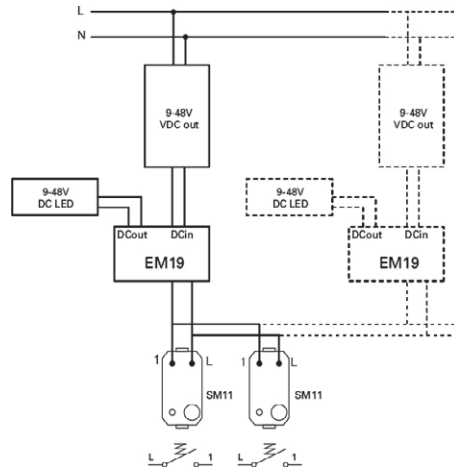 L
N
9-48V
VDC out
9-48V
VDC out
9-48V
DC LED
DCout DCin
EM19
9-48V
DC LED
DCout DCin
EM19
1 L
SM11
1 L
SM11
L 1
L 1